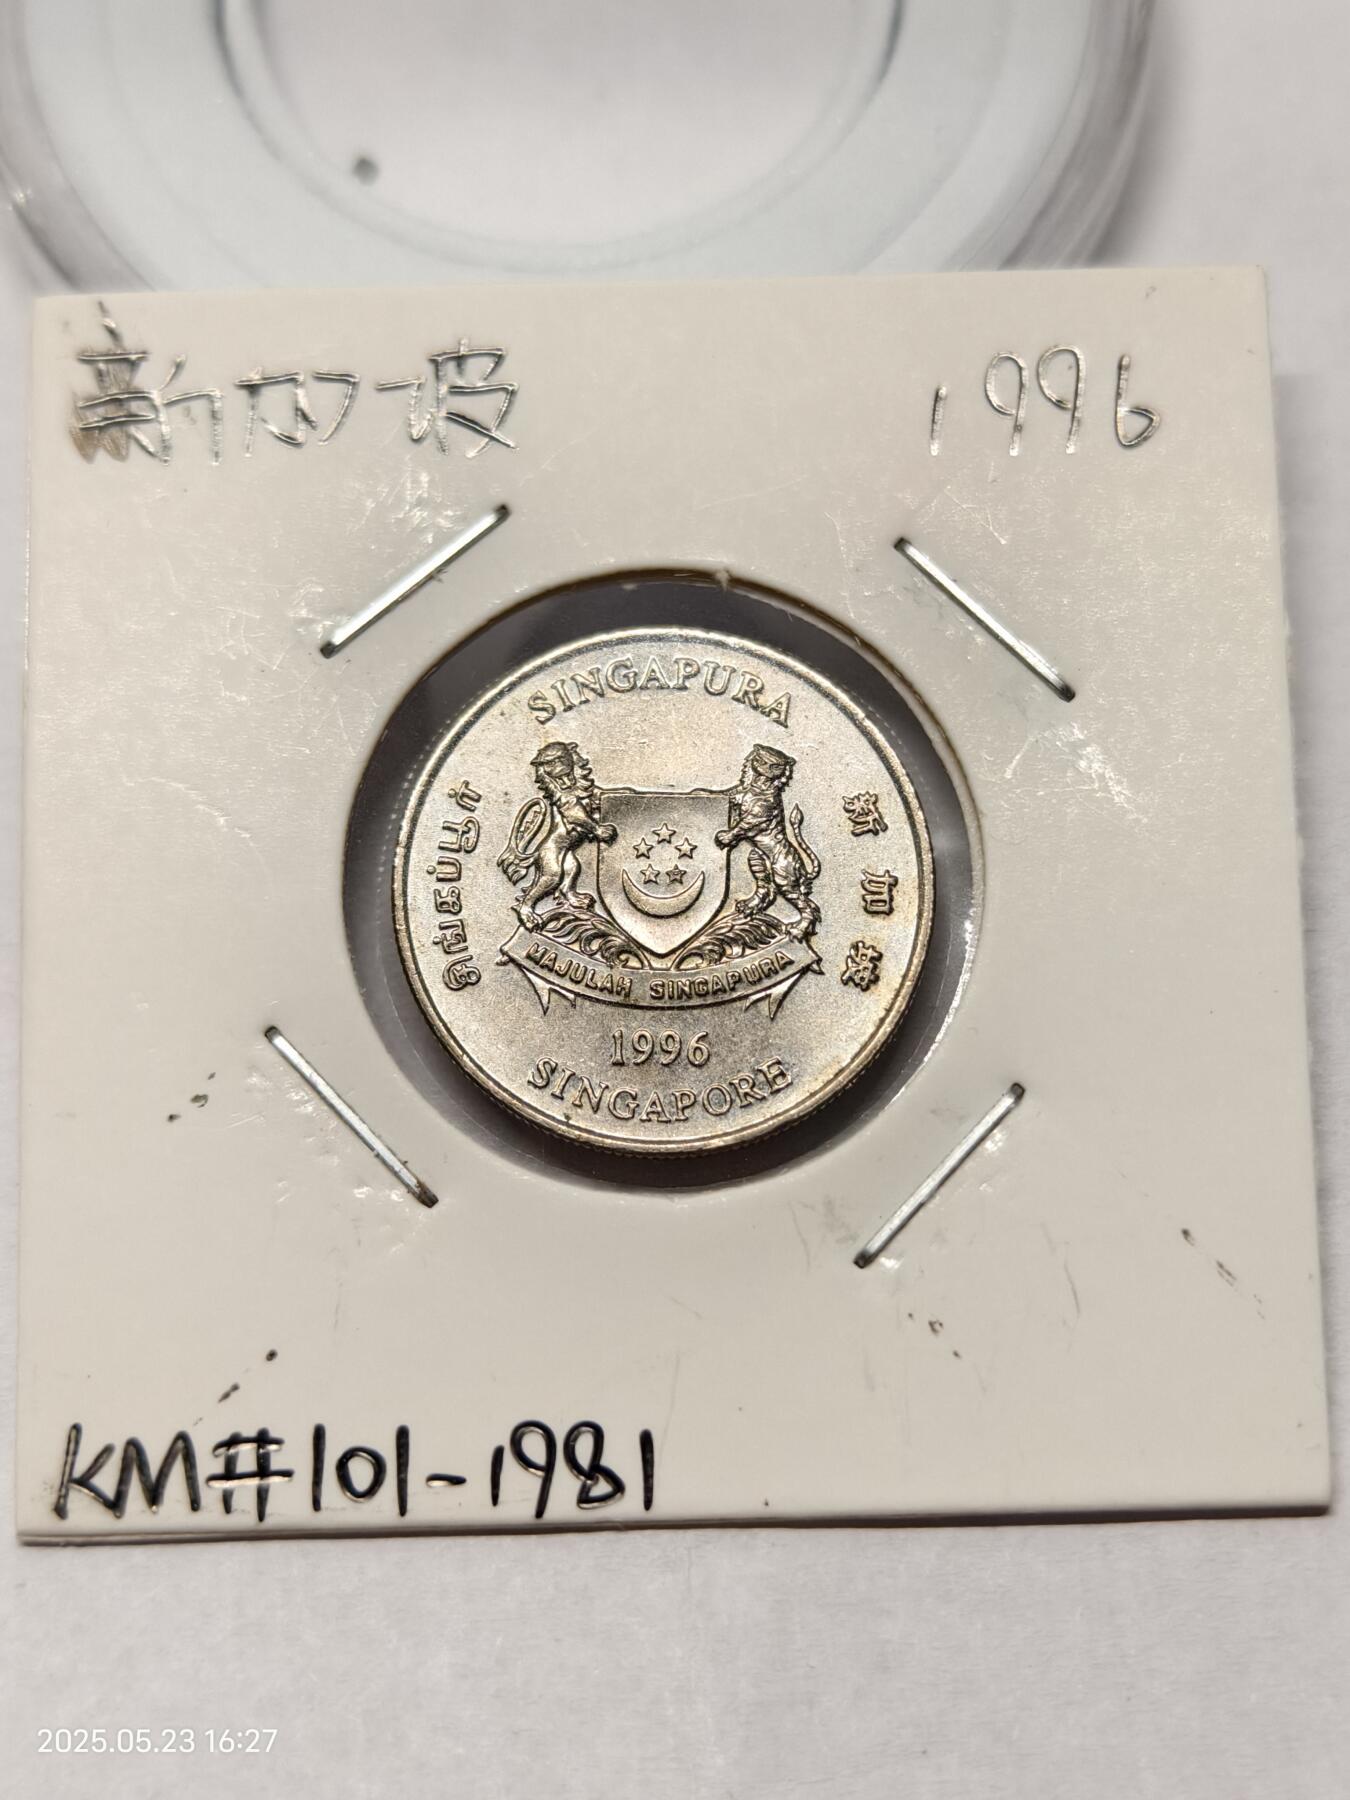 新加坡 1996
SINGAPURA
சிங்கப்பூர்
新加坡
MAJULAH SINGAPURA
1996
SINGAPORE
KM#101-1981
2025.05.23 16:27